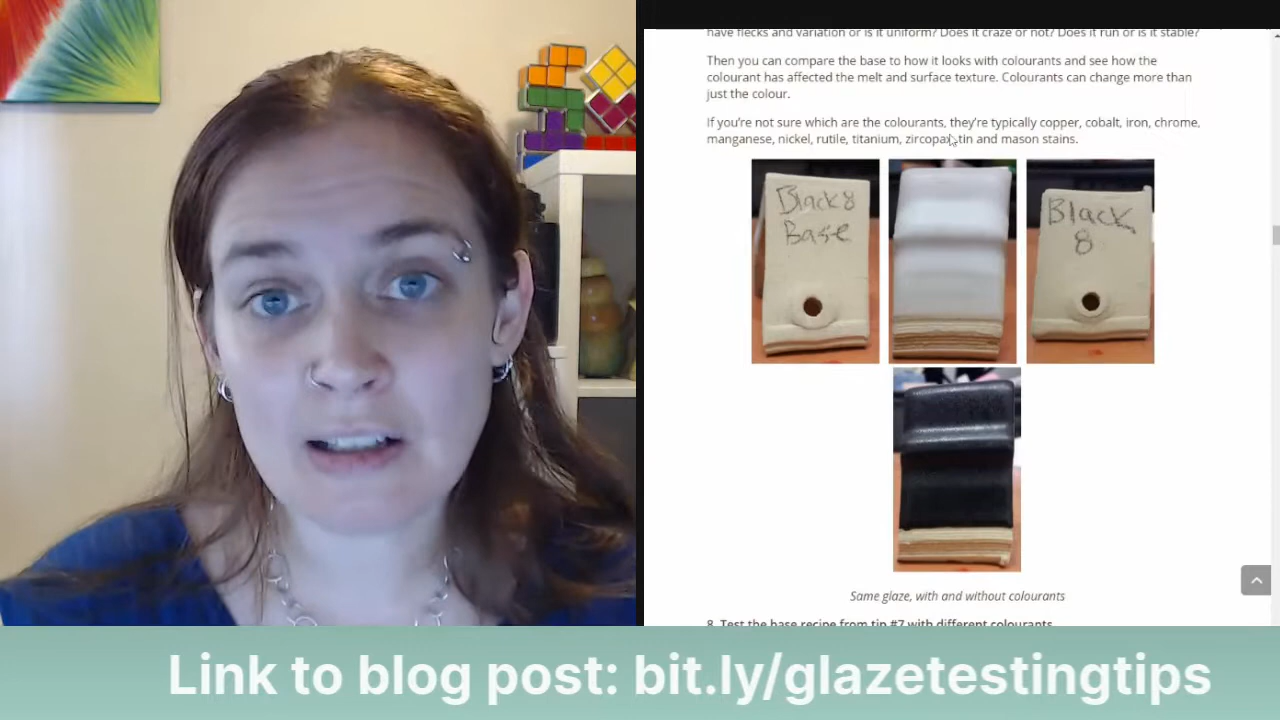 have flecks and variation or is it uniform? Does it craze or not? Does it run or is it stable?
Then you can compare the base to how it looks with colourants and see how the
colourant has affected the melt and surface texture. Colourants can change more than
just the colour.
If you're not sure which are the colourants, they're typically copper, cobalt, iron, chrome,
manganese, nickel, rutile, titanium, zircopax, tin and mason stains.
Black 8
Base
Black
8
Same glaze, with and without colourants
8. Test the base recipe from tip #7 with different colourants
Link to blog post: bit.ly/glazetestingtips